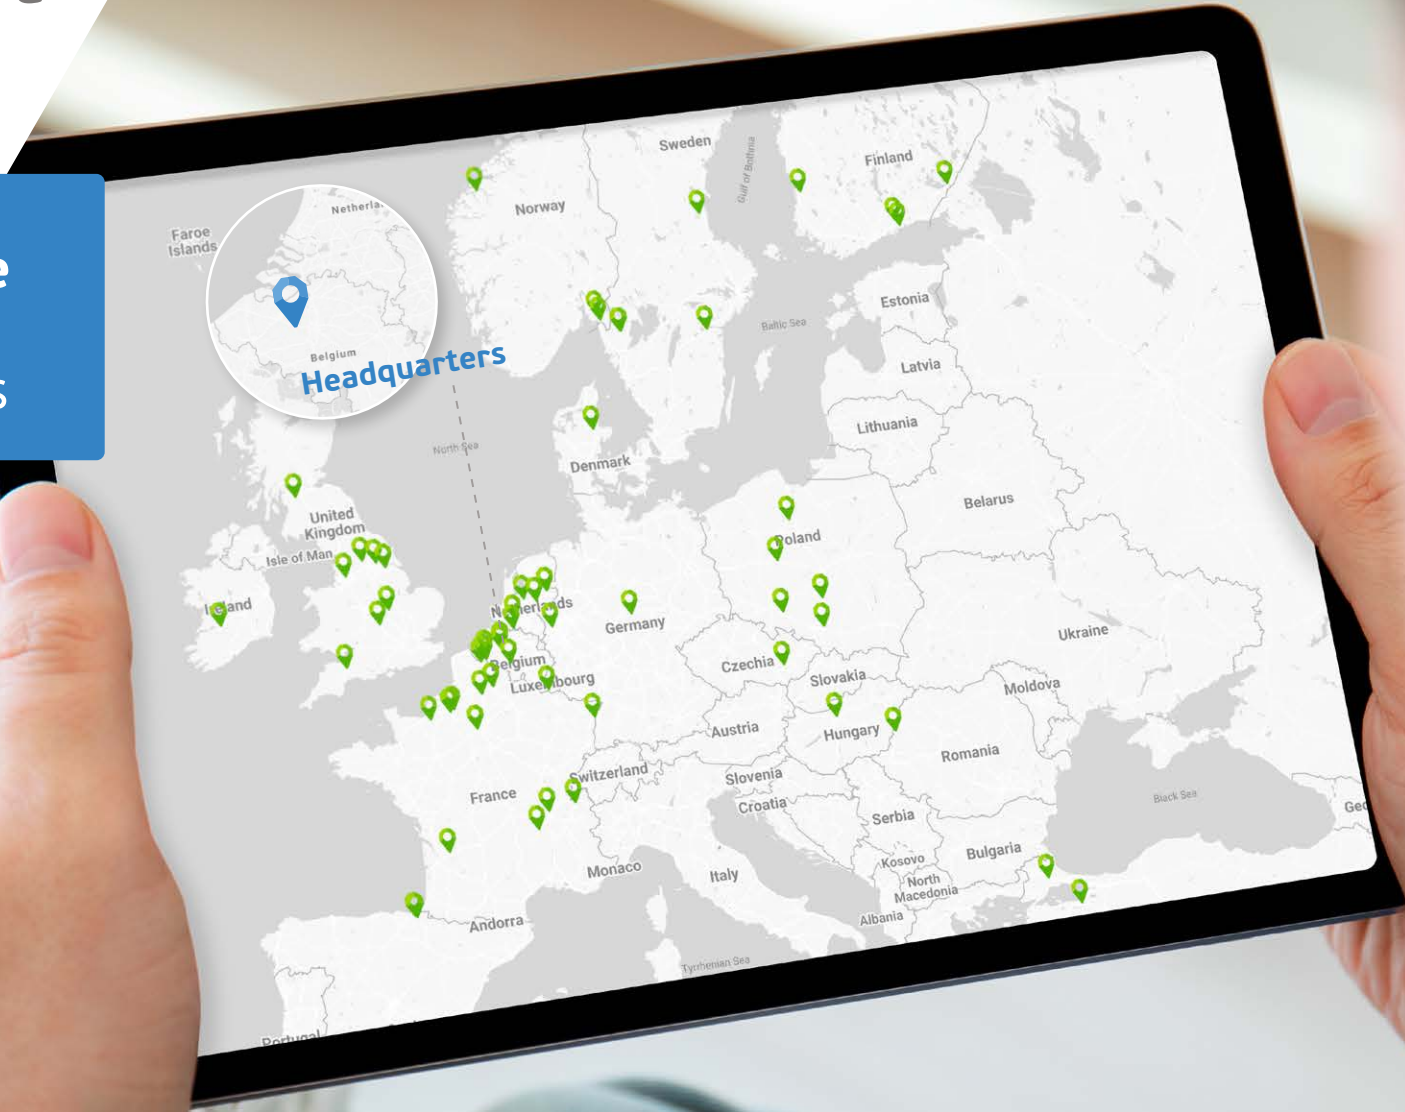 e
s
Sweden
Gulf of Bothnia
Finland
Norway
Faroe
Islands
Netherla
Belgium
Headquarters
Estonia
Baltic Sea
Latvia
Lithuania
North Sea
Denmark
Belarus
United
Kingdom
Isle of Man
Poland
Ireland
Netherlands
Germany
Ukraine
Belgium
Czechia
Luxembourg
Slovakia
Moldova
Austria
Hungary
Romania
Switzerland
Slovenia
France
Croatia
Black Sea
Geo
Serbia
Monaco
Italy
Kosovo
Bulgaria
North
Macedonia
Albania
Andorra
Tyrrhenian Sea
Portugal